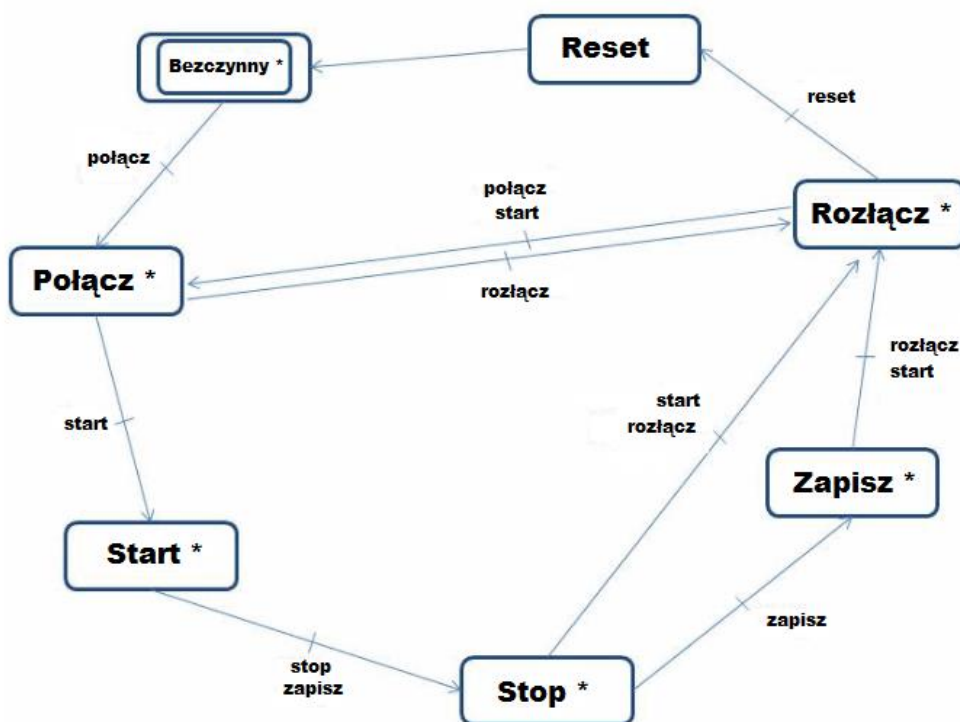 Bezczynny *
Reset
reset
połącz
połącz
start
Rozłącz *
Połącz *
rozłącz
rozłącz
start
start
start
rozłącz
Zapisz *
Start *
zapisz
stop
zapisz
Stop *